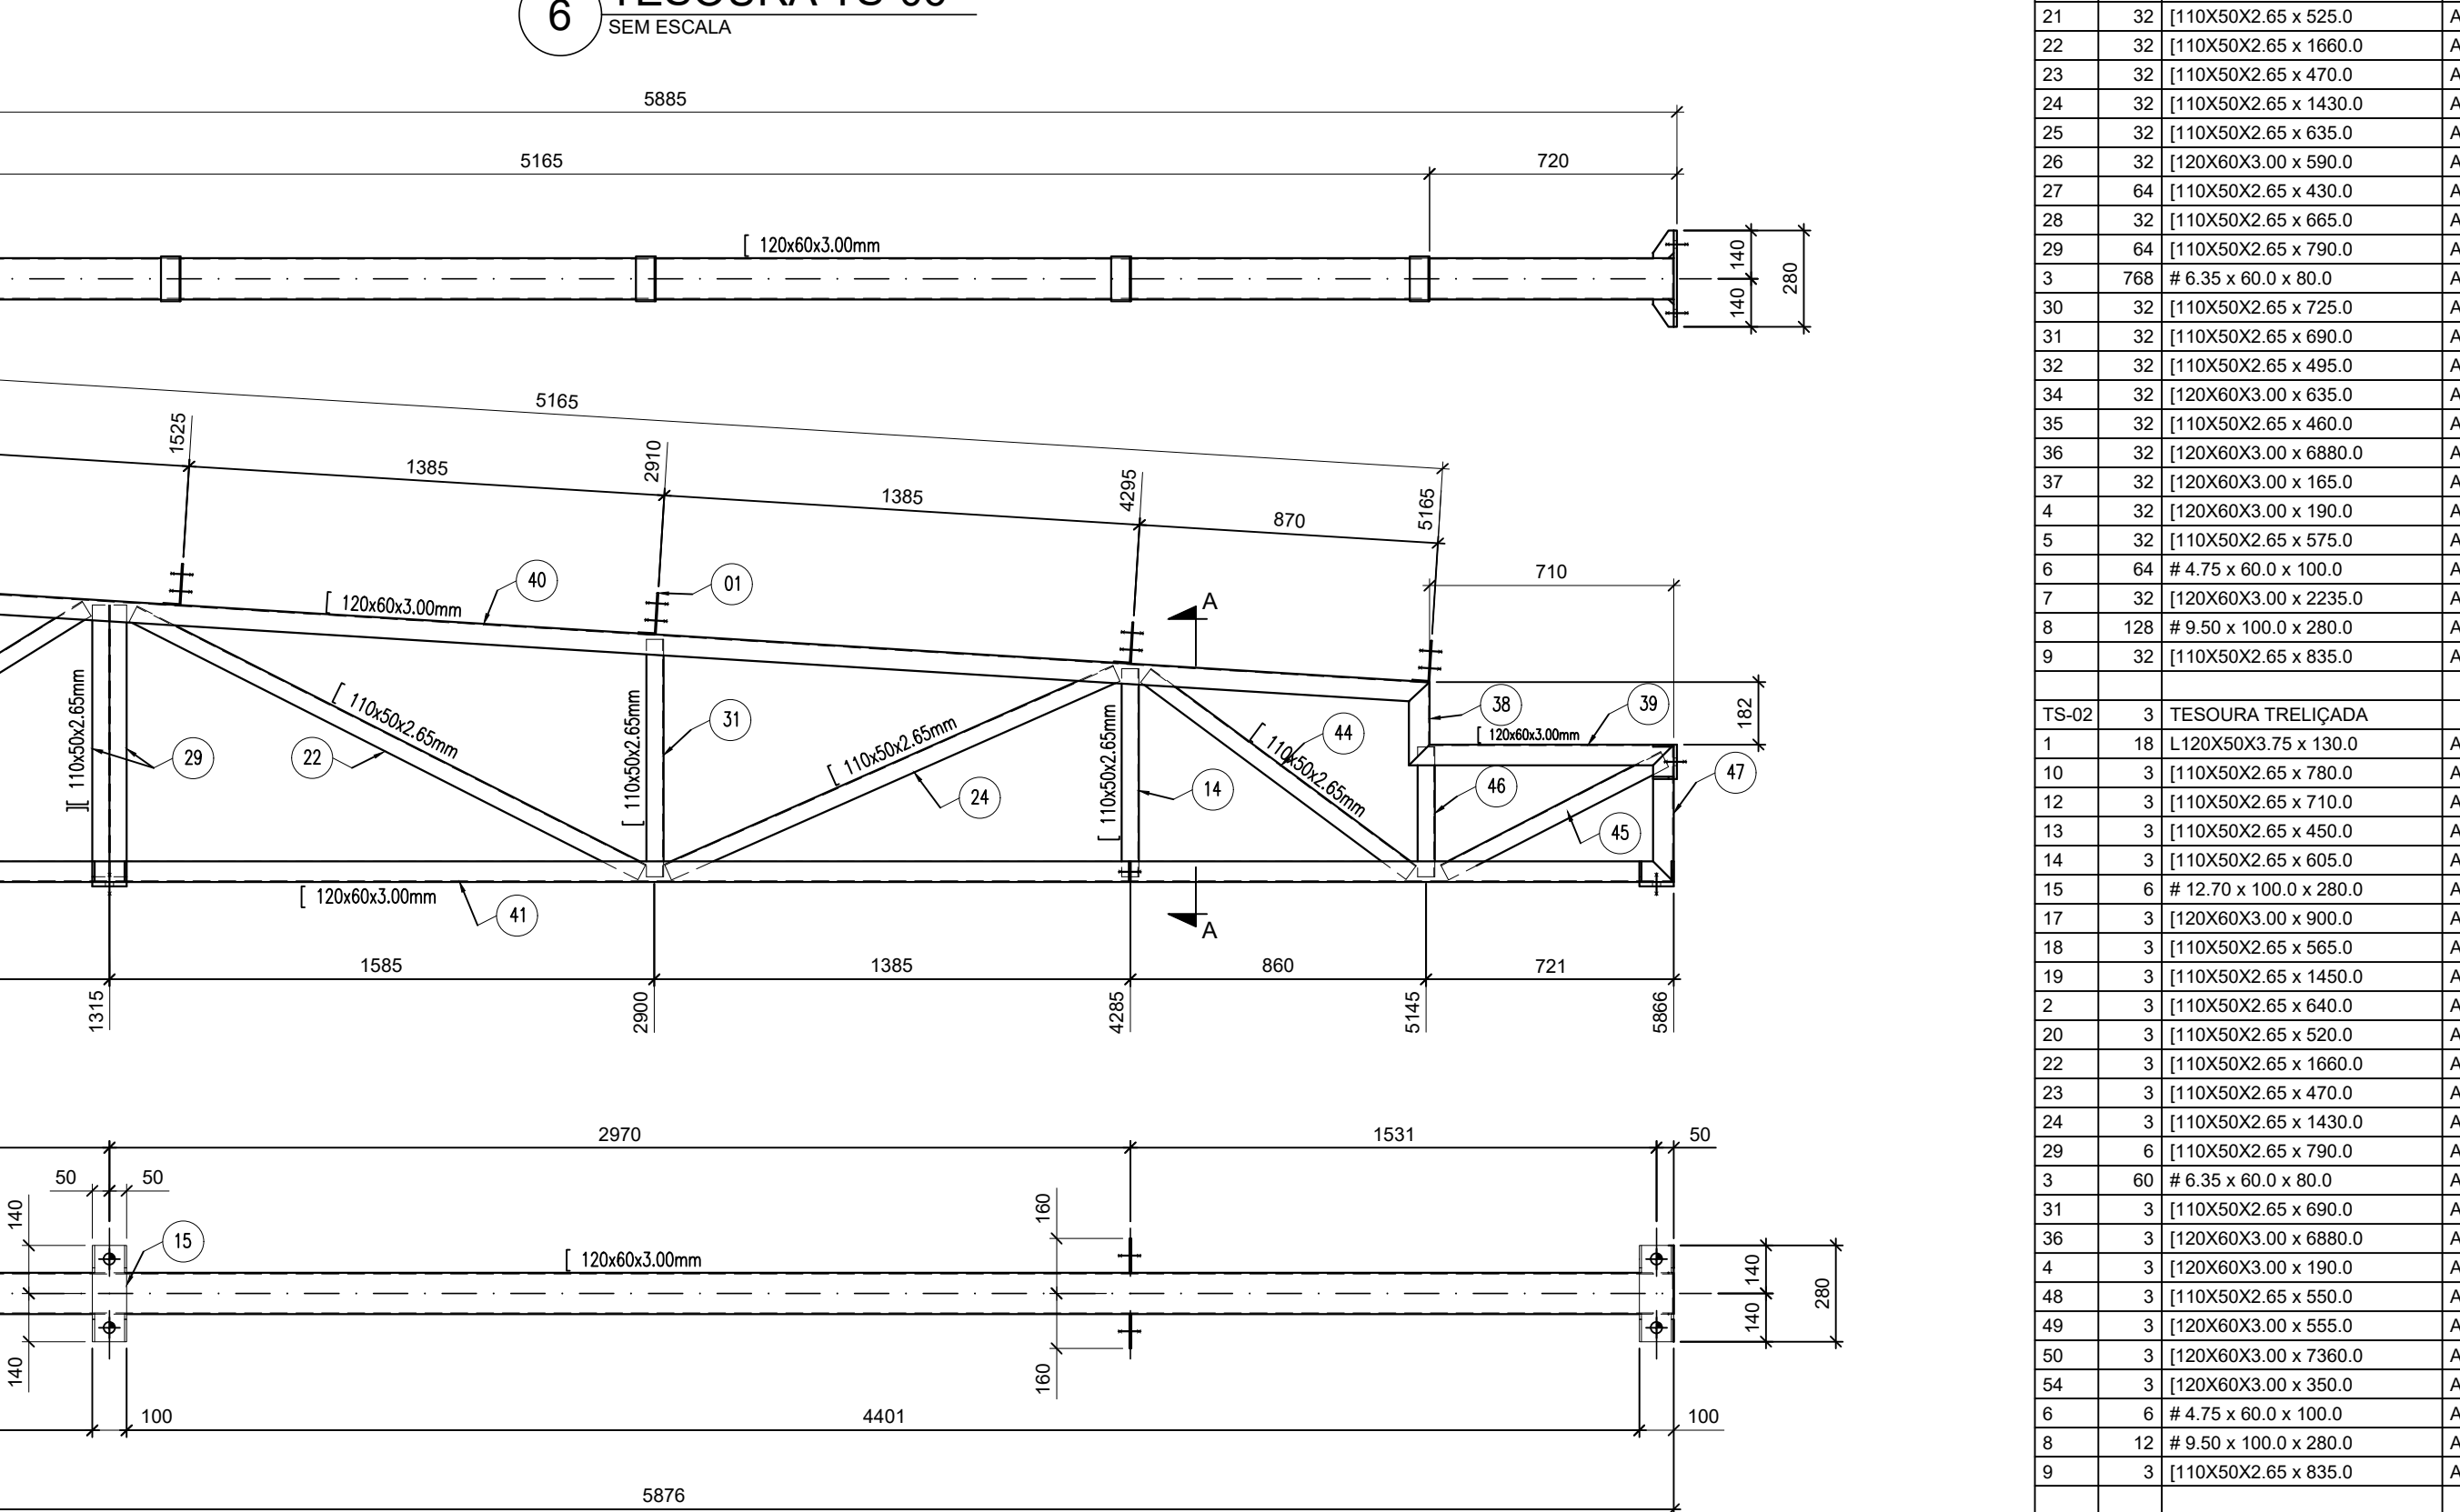 6
SEM ESCALA
5885
5165
720
[ 120x60x3.00mm
140
140
280
5165
1525
1385
2910
1385
4295
870
5165
710
40
01
A
[ 120x60x3.00mm
38
39
182
[ 120x60x3.00mm
][ 110x50x2.65mm
29
22
[ 110x50x2.65mm
[ 110x50x2.65mm
31
[ 110x50x2.65mm
24
[ 110x50x2.65mm
14
44
[ 110x50x2.65mm
46
45
47
[ 120x60x3.00mm
41
A
1585
1385
860
721
1315
2900
4285
5145
5866
2970
1531
50
50
50
140
140
15
[ 120x60x3.00mm
160
160
140
140
280
100
4401
100
5876
21 32 [110X50X2.65 x 525.0
22 32 [110X50X2.65 x 1660.0
23 32 [110X50X2.65 x 470.0
24 32 [110X50X2.65 x 1430.0
25 32 [110X50X2.65 x 635.0
26 32 [120X60X3.00 x 590.0
27 64 [110X50X2.65 x 430.0
28 32 [110X50X2.65 x 665.0
29 64 [110X50X2.65 x 790.0
3 768 # 6.35 x 60.0 x 80.0
30 32 [110X50X2.65 x 725.0
31 32 [110X50X2.65 x 690.0
32 32 [110X50X2.65 x 495.0
34 32 [120X60X3.00 x 635.0
35 32 [110X50X2.65 x 460.0
36 32 [120X60X3.00 x 6880.0
37 32 [120X60X3.00 x 165.0
4 32 [120X60X3.00 x 190.0
5 32 [110X50X2.65 x 575.0
6 64 # 4.75 x 60.0 x 100.0
7 32 [120X60X3.00 x 2235.0
8 128 # 9.50 x 100.0 x 280.0
9 32 [110X50X2.65 x 835.0
TS-02 3 TESOURA TRELIÇADA
1 18 L120X50X3.75 x 130.0
10 3 [110X50X2.65 x 780.0
12 3 [110X50X2.65 x 710.0
13 3 [110X50X2.65 x 450.0
14 3 [110X50X2.65 x 605.0
15 6 # 12.70 x 100.0 x 280.0
17 3 [120X60X3.00 x 900.0
18 3 [110X50X2.65 x 565.0
19 3 [110X50X2.65 x 1450.0
2 3 [110X50X2.65 x 640.0
20 3 [110X50X2.65 x 520.0
22 3 [110X50X2.65 x 1660.0
23 3 [110X50X2.65 x 470.0
24 3 [110X50X2.65 x 1430.0
29 6 [110X50X2.65 x 790.0
3 60 # 6.35 x 60.0 x 80.0
31 3 [110X50X2.65 x 690.0
36 3 [120X60X3.00 x 6880.0
4 3 [120X60X3.00 x 190.0
48 3 [110X50X2.65 x 550.0
49 3 [120X60X3.00 x 555.0
50 3 [120X60X3.00 x 7360.0
54 3 [120X60X3.00 x 350.0
6 6 # 4.75 x 60.0 x 100.0
8 12 # 9.50 x 100.0 x 280.0
9 3 [110X50X2.65 x 835.0